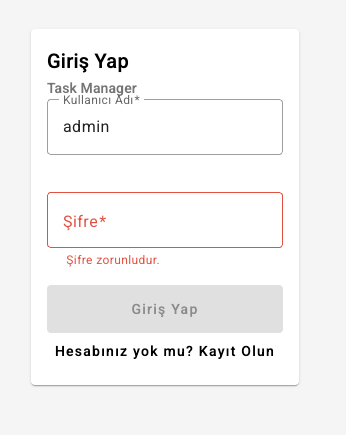 Giriş Yap
Task Manager
Kullanıcı Adı*
admin
Şifre*
Şifre zorunludur.
Giriş Yap
Hesabınız yok mu? Kayıt Olun